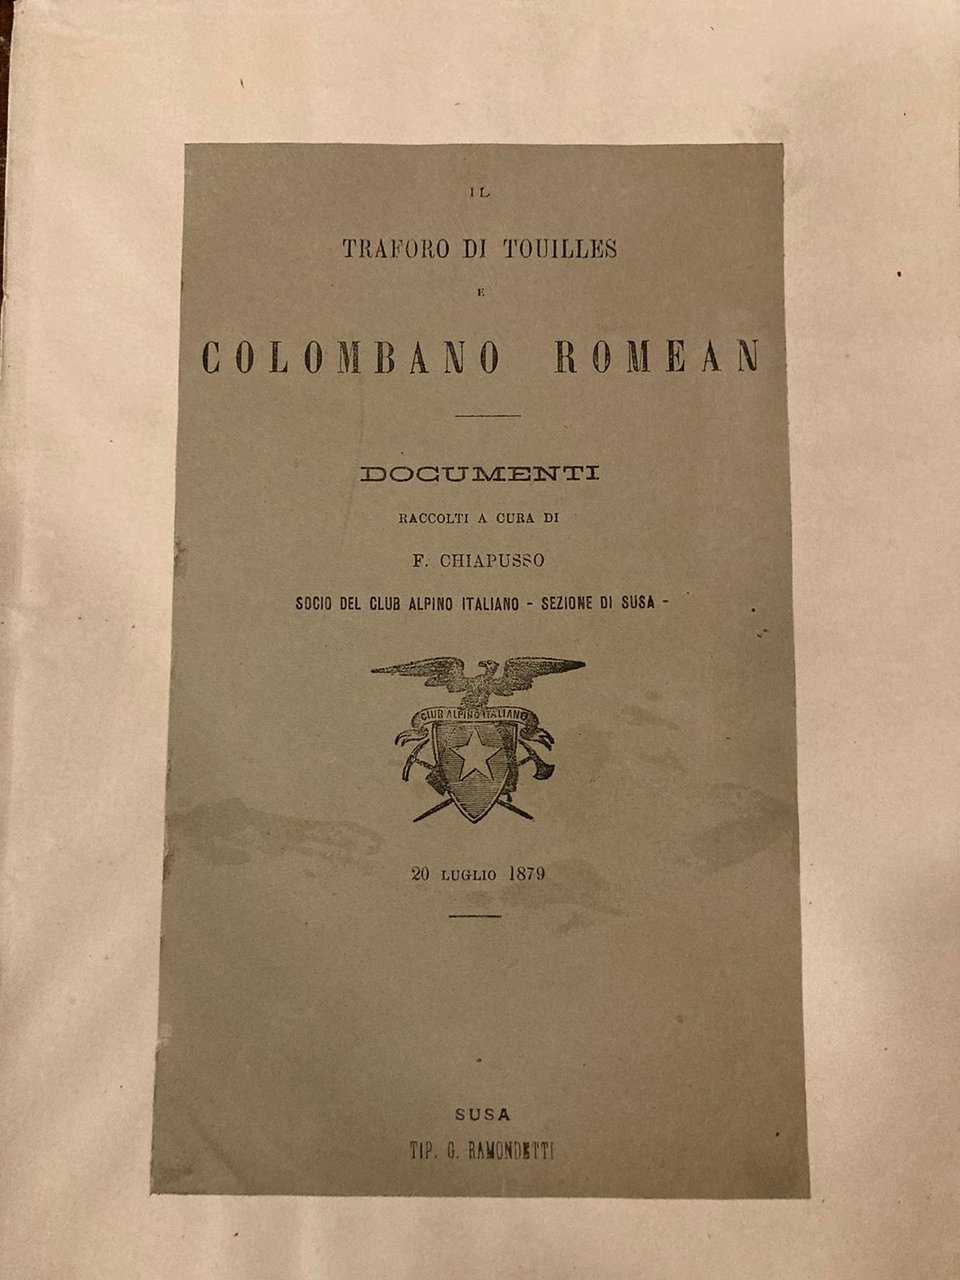 IL
TRAFORO DI TOUILLES
E
COLOMBANO ROMEAN
DOCUMENTI
RACCOLTI A CURA DI
F. CHIAPUSSO
SOCIO DEL CLUB ALPINO ITALIANO - SEZIONE DI SUSA -
CLUB ALPINO ITALIANO
20 LUGLIO 1879
SUSA
TIP. G. RAMONDETTI